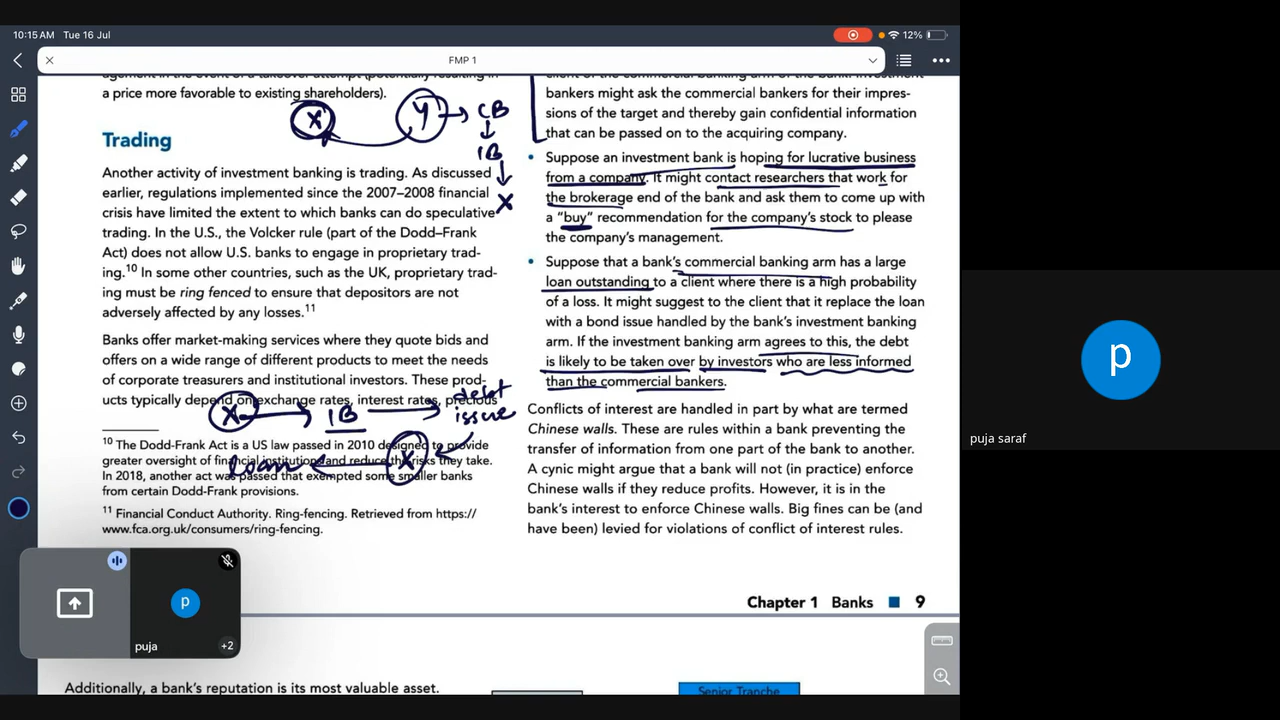 10:15 AM Tue 16 Jul
12%
FMP 1
a price more favorable to existing shareholders).
Trading
Another activity of investment banking is trading. As discussed
earlier, regulations implemented since the 2007–2008 financial
crisis have limited the extent to which banks can do speculative
trading. In the U.S., the Volcker rule (part of the Dodd–Frank
Act) does not allow U.S. banks to engage in proprietary trad-
ing.10 In some other countries, such as the UK, proprietary trad-
ing must be ring fenced to ensure that depositors are not
adversely affected by any losses.11
Banks offer market-making services where they quote bids and
offers on a wide range of different products to meet the needs
of corporate treasurers and institutional investors. These prod-
ucts typically depend on exchange rates, interest rates, precious
10 The Dodd-Frank Act is a US law passed in 2010 designed to provide
greater oversight of financial institutions and reduce the risks they take.
In 2018, another act was passed that exempted some smaller banks
from certain Dodd-Frank provisions.
11 Financial Conduct Authority. Ring-fencing. Retrieved from https://
www.fca.org.uk/consumers/ring-fencing.
X
Y
CB
IB
X
X
IB
debt
issue
X
loan
bankers might ask the commercial bankers for their impres-
sions of the target and thereby gain confidential information
that can be passed on to the acquiring company.
• Suppose an investment bank is hoping for lucrative business
from a company. It might contact researchers that work for
the brokerage end of the bank and ask them to come up with
a “buy” recommendation for the company’s stock to please
the company’s management.
• Suppose that a bank’s commercial banking arm has a large
loan outstanding to a client where there is a high probability
of a loss. It might suggest to the client that it replace the loan
with a bond issue handled by the bank’s investment banking
arm. If the investment banking arm agrees to this, the debt
is likely to be taken over by investors who are less informed
than the commercial bankers.
Conflicts of interest are handled in part by what are termed
Chinese walls. These are rules within a bank preventing the
transfer of information from one part of the bank to another.
A cynic might argue that a bank will not (in practice) enforce
Chinese walls if they reduce profits. However, it is in the
bank’s interest to enforce Chinese walls. Big fines can be (and
have been) levied for violations of conflict of interest rules.
Chapter 1 Banks ■ 9
Additionally, a bank’s reputation is its most valuable asset.
Senior Tranche
p
puja
+2
p
puja saraf